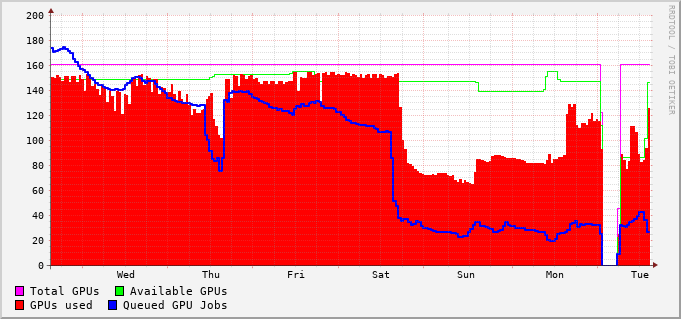 200
180
160
140
120
100
80
60
40
20
0
Wed Thu Fri Sat Sun Mon Tue
Total GPUs Available GPUs
GPUs used Queued GPU Jobs
RRDTOOL / TOBI OETIKER